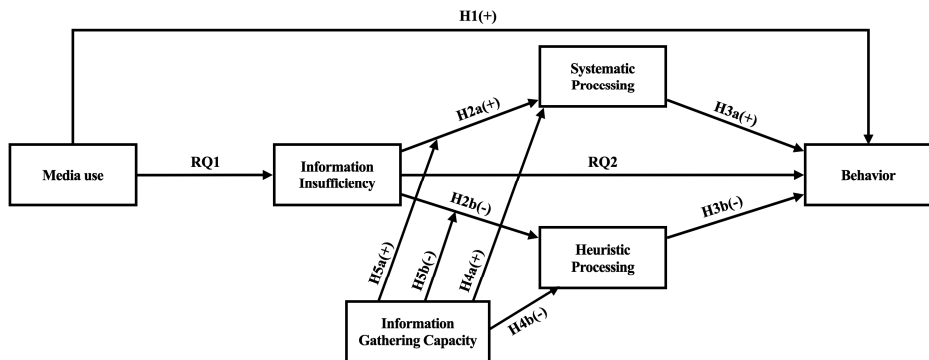 H1(+)
Systematic
Processing
H2a(+)
H3a(+)
Media use
RQ1
Information
Insufficiency
RQ2
Behavior
H2b(-)
H3b(-)
H5a(+)
H5b(-)
H4a(+)
Heuristic
Processing
H4b(-)
Information
Gathering Capacity